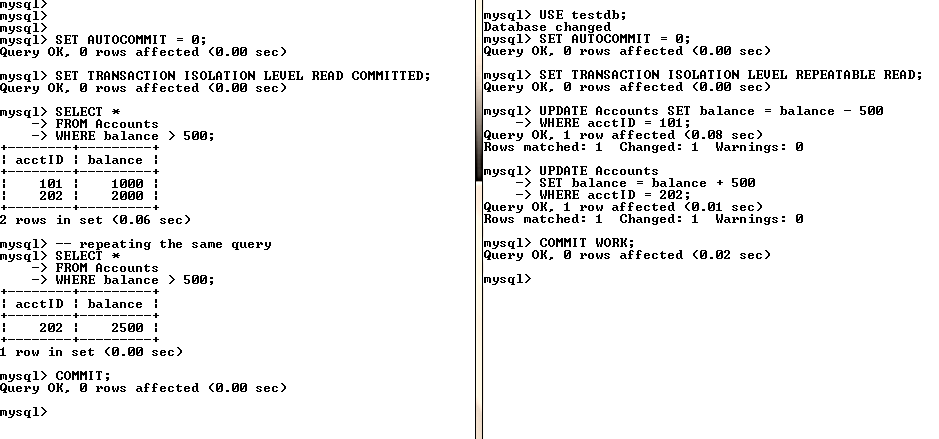 mysql>
mysql>
mysql>
mysql> SET AUTOCOMMIT = 0;
Query OK, 0 rows affected (0.00 sec)
mysql> SET TRANSACTION ISOLATION LEVEL READ COMMITTED;
Query OK, 0 rows affected (0.00 sec)
mysql> SELECT *
    -> FROM Accounts
    -> WHERE balance > 500;
+--------+---------+
| acctID | balance |
+--------+---------+
|    101 |    1000 |
|    202 |    2000 |
+--------+---------+
2 rows in set (0.06 sec)
mysql> -- repeating the same query
mysql> SELECT *
    -> FROM Accounts
    -> WHERE balance > 500;
+--------+---------+
| acctID | balance |
+--------+---------+
|    202 |    2500 |
+--------+---------+
1 row in set (0.00 sec)
mysql> COMMIT;
Query OK, 0 rows affected (0.00 sec)
mysql>
mysql> USE testdb;
Database changed
mysql> SET AUTOCOMMIT = 0;
Query OK, 0 rows affected (0.00 sec)
mysql> SET TRANSACTION ISOLATION LEVEL REPEATABLE READ;
Query OK, 0 rows affected (0.00 sec)
mysql> UPDATE Accounts SET balance = balance - 500
    -> WHERE acctID = 101;
Query OK, 1 row affected (0.08 sec)
Rows matched: 1  Changed: 1  Warnings: 0
mysql> UPDATE Accounts
    -> SET balance = balance + 500
    -> WHERE acctID = 202;
Query OK, 1 row affected (0.01 sec)
Rows matched: 1  Changed: 1  Warnings: 0
mysql> COMMIT WORK;
Query OK, 0 rows affected (0.02 sec)
mysql>